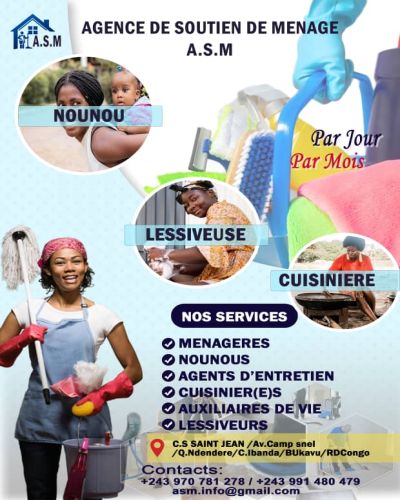 A.S.M
AGENCE DE SOUTIEN DE MENAGE
A.S.M
NOUNOU
Par Jour
Par Mois
LESSIVEUSE
CUISINIERE
NOS SERVICES
MENAGERES
NOUNOUS
AGENTS D'ENTRETIEN
CUISINIER(E)S
AUXILIAIRES DE VIE
LESSIVEURS
C.S SAINT JEAN /Av.Camp snel
/Q.Ndendere/C.Ibanda/BUkavu/RDCongo
Contacts:
+243 970 781 278 / +243 991 480 479
asm.info@gmail.com